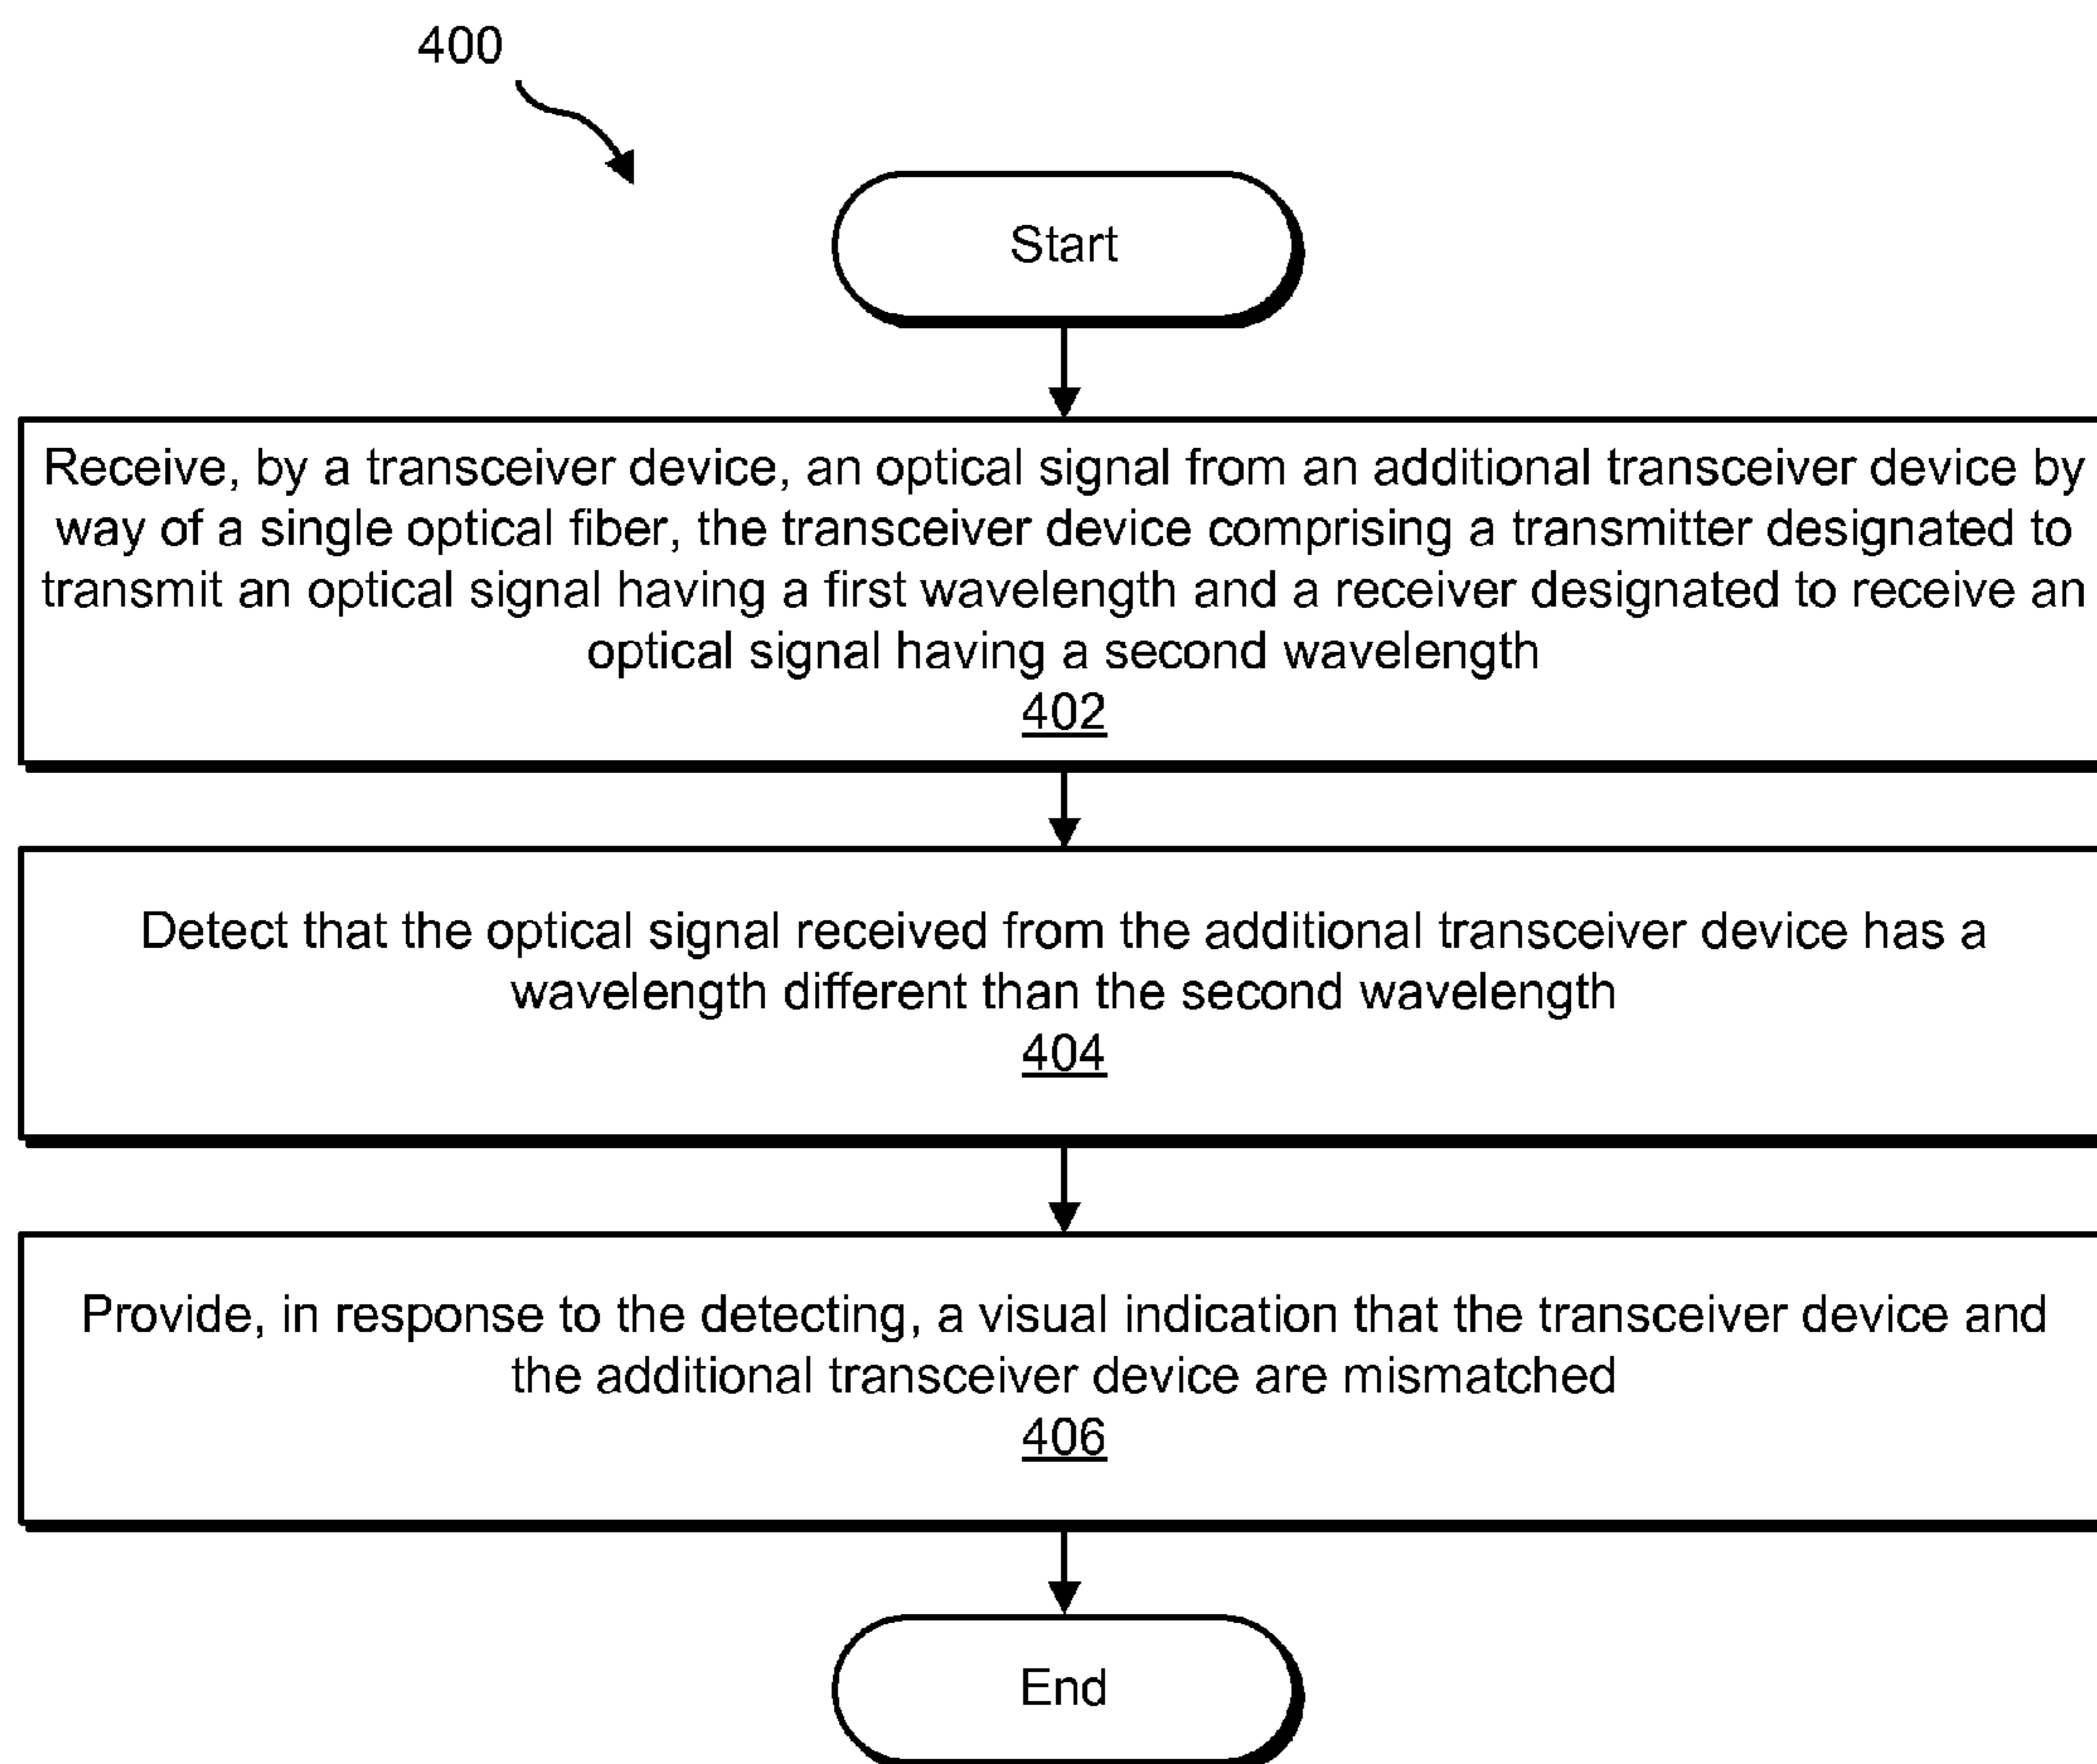 400
Start
Receive, by a transceiver device, an optical signal from an additional transceiver device by
way of a single optical fiber, the transceiver device comprising a transmitter designated to
transmit an optical signal having a first wavelength and a receiver designated to receive an
optical signal having a second wavelength
402
Detect that the optical signal received from the additional transceiver device has a
wavelength different than the second wavelength
404
Provide, in response to the detecting, a visual indication that the transceiver device and
the additional transceiver device are mismatched
406
End